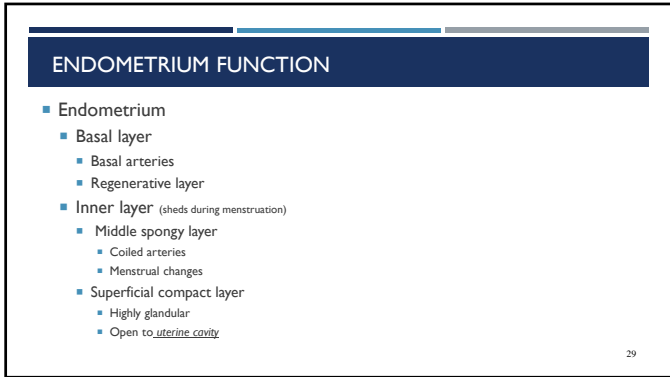 ENDOMETRIUM FUNCTION
Endometrium
Basal layer
Basal arteries
Regenerative layer
Inner layer (sheds during menstruation)
Middle spongy layer
Coiled arteries
Menstrual changes
Superficial compact layer
Highly glandular
Open to uterine cavity
29